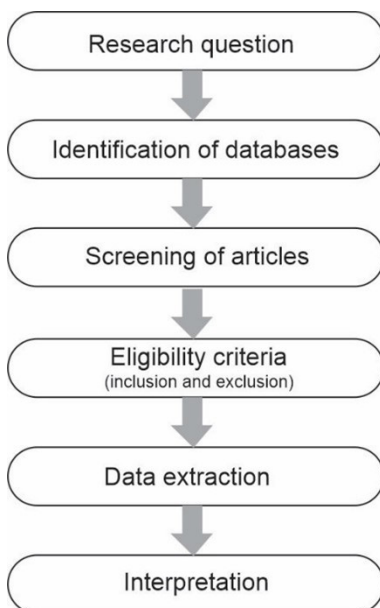 Research question
Identification of databases
Screening of articles
Eligibility criteria
(inclusion and exclusion)
Data extraction
Interpretation